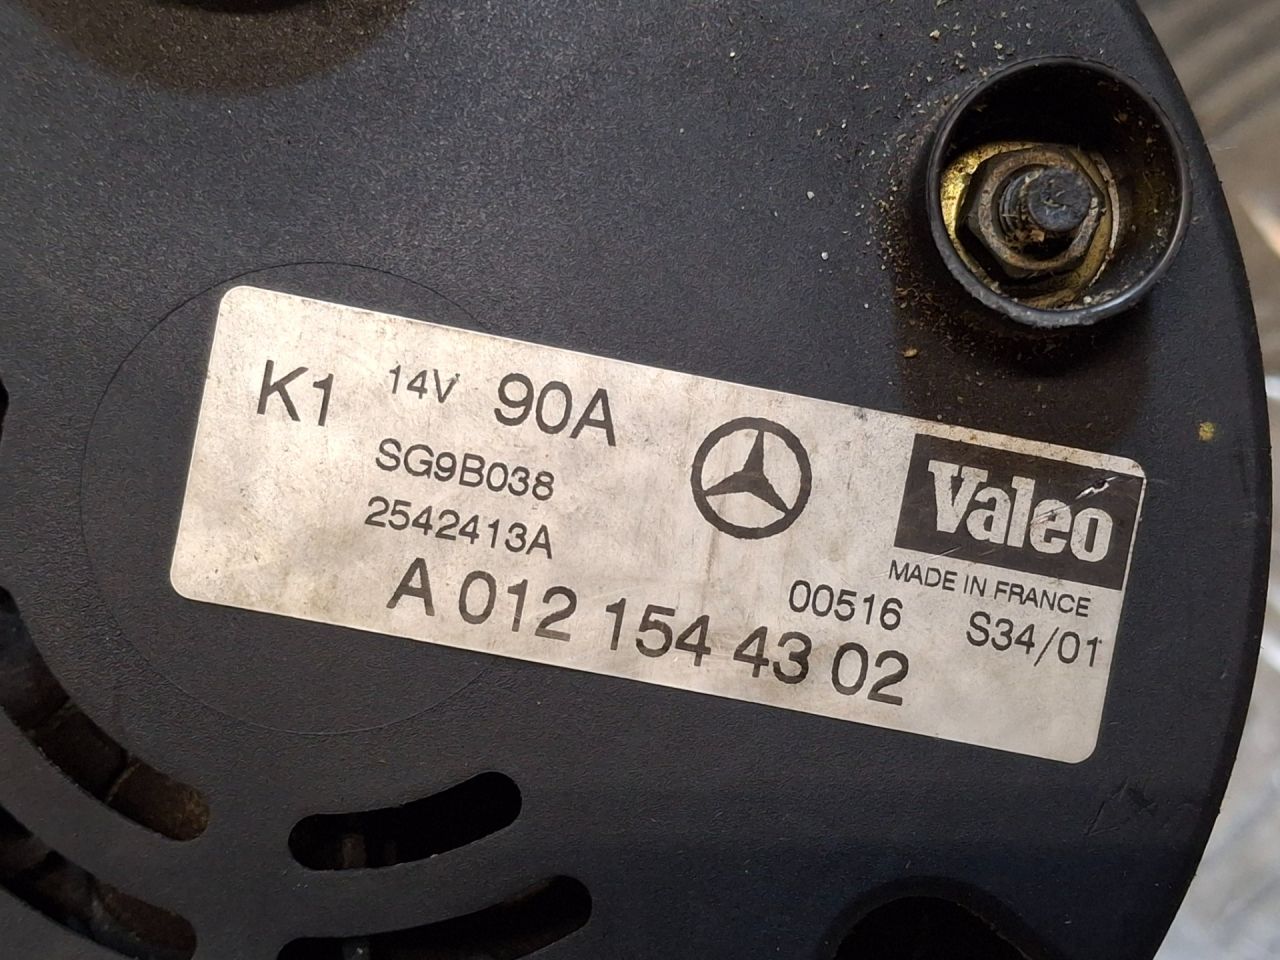 K1 14V 90A
SG9B038
2542413A
A 012 154 43 02
Valeo
MADE IN FRANCE
00516 S34/01